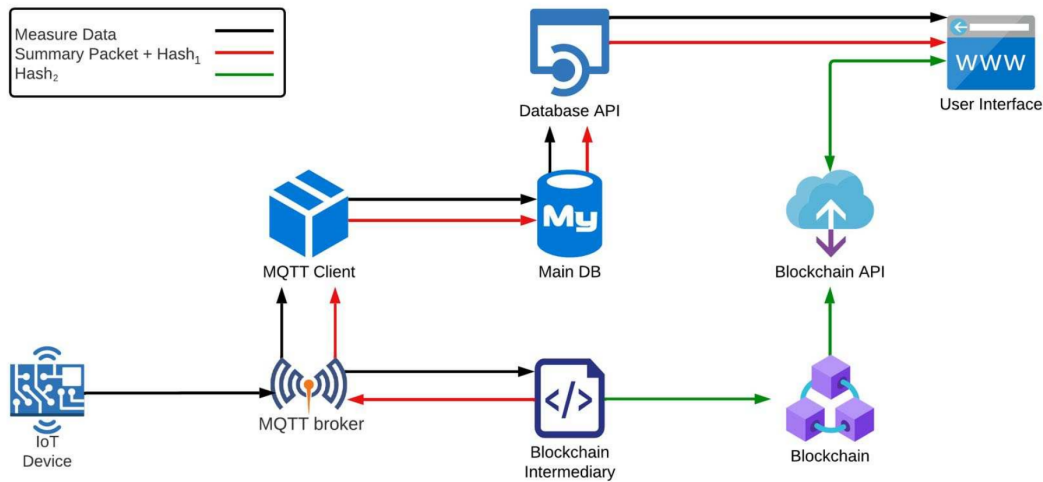 Measure Data
Summary Packet + Hash₁
Hash₂
WWW
User Interface
Database API
MQTT Client
My
Main DB
Blockchain API
IoT
Device
MQTT broker
</>
Blockchain
Intermediary
Blockchain